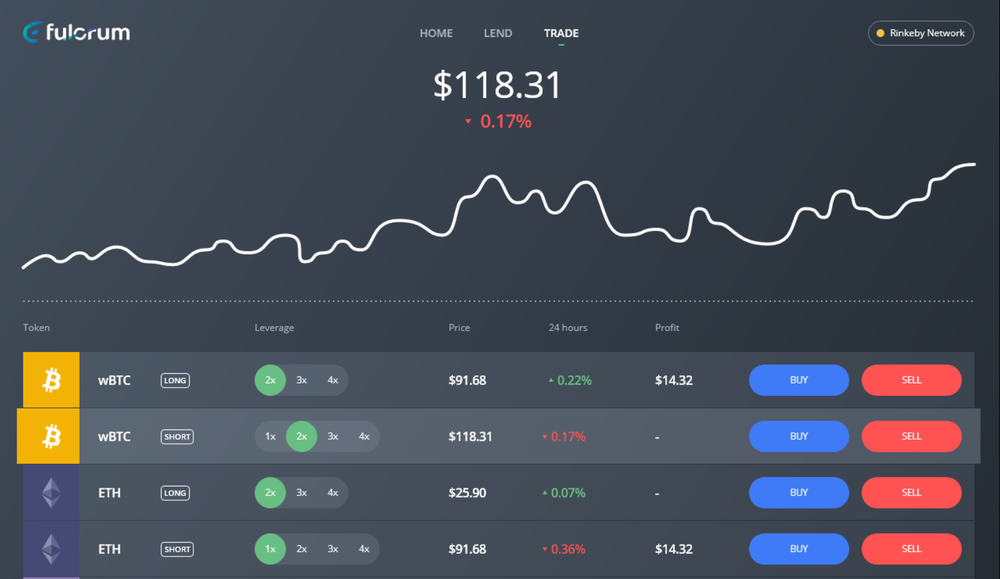 fulcrum HOME LEND TRADE Rinkeby Network
$118.31
0.17%
Token Leverage Price 24 hours Profit
wBTC LONG 2x 3x 4x $91.68 0.22% $14.32 BUY SELL
wBTC SHORT 1x 2x 3x 4x $118.31 0.17% - BUY SELL
ETH LONG 2x 3x 4x $25.90 0.07% - BUY SELL
ETH SHORT 1x 2x 3x 4x $91.68 0.36% $14.32 BUY SELL